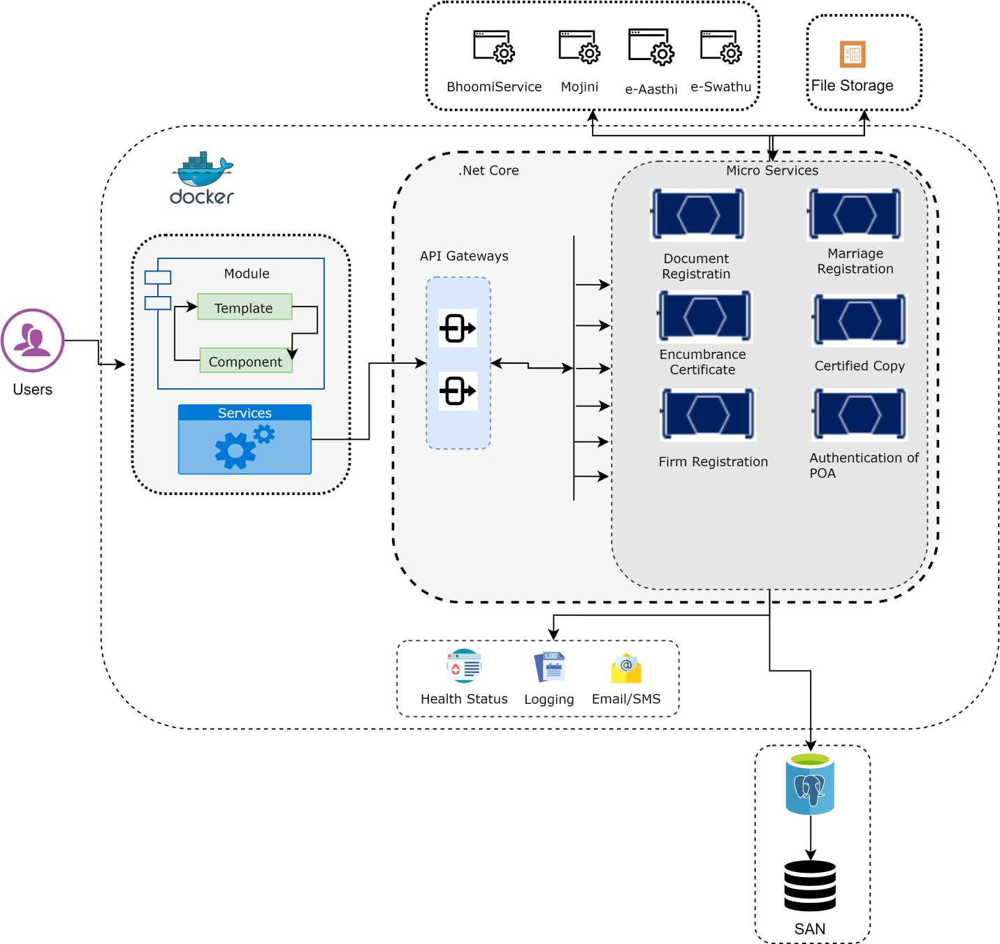 BhoomiService
Mojini
e-Aasthi
e-Swathu
File Storage
docker
.Net Core
Micro Services
Module
Template
Component
Services
Users
API Gateways
Document
Registratin
Marriage
Registration
Encumbrance
Certificate
Certified Copy
Firm Registration
Authentication of
POA
LOG
@
Health Status
Logging
Email/SMS
SAN